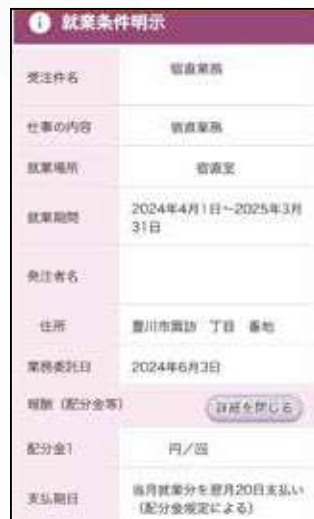 就業条件明示
受注件名 宿直業務
仕事の内容 宿直業務
就業場所 宿直室
就業期間 2024年4月1日～2025年3月
31日
発注者名
住所 豊川市諏訪 丁目 番地
業務委託日 2024年6月3日
報酬（配分金等） 詳細を閉じる
配分金1 円／回
支払期日 当月就業分を翌月20日支払い
（配分金規定による）